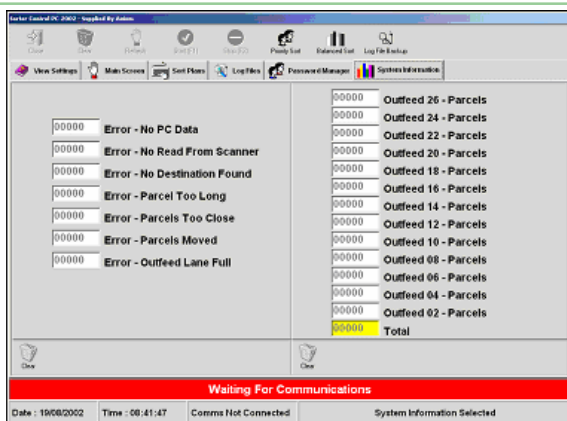 Sorter Control PC 2002 - Supplied By Axiom
Close Clear Refresh Start (F1) Stop (F2) Priority Sort Balanced Sort Log File Backup
View Settings Main Screen Sort Plans Log Files Password Manager System Information
00000 Error - No PC Data
00000 Error - No Read From Scanner
00000 Error - No Destination Found
00000 Error - Parcel Too Long
00000 Error - Parcels Too Close
00000 Error - Parcels Moved
00000 Error - Outfeed Lane Full
Clear
00000 Outfeed 26 - Parcels
00000 Outfeed 24 - Parcels
00000 Outfeed 22 - Parcels
00000 Outfeed 20 - Parcels
00000 Outfeed 18 - Parcels
00000 Outfeed 16 - Parcels
00000 Outfeed 14 - Parcels
00000 Outfeed 12 - Parcels
00000 Outfeed 10 - Parcels
00000 Outfeed 08 - Parcels
00000 Outfeed 06 - Parcels
00000 Outfeed 04 - Parcels
00000 Outfeed 02 - Parcels
00000 Total
Clear
Waiting For Communications
Date : 19/08/2002 Time : 08:41:47 Comms Not Connected System Information Selected